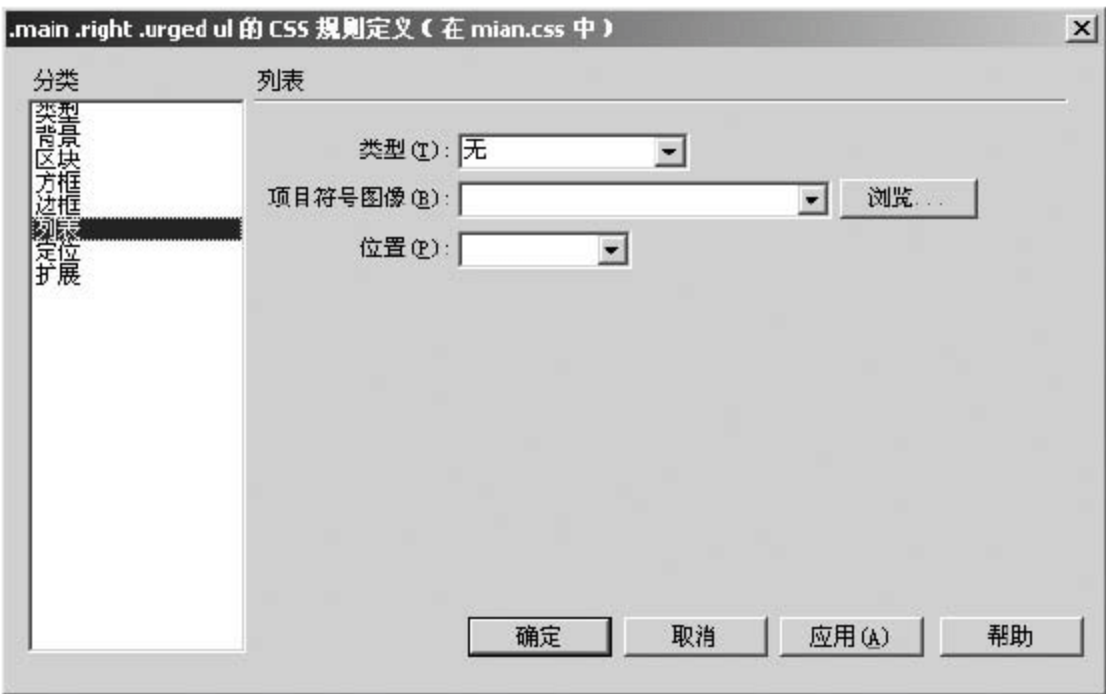 .main .right .urged ul 的 CSS 规则定义（在 mian.css 中）
分类
类型
背景
区块
方框
边框
列表
定位
扩展
列表
类型(T): 无
项目符号图像(B): 浏览...
位置(P):
确定 取消 应用(A) 帮助